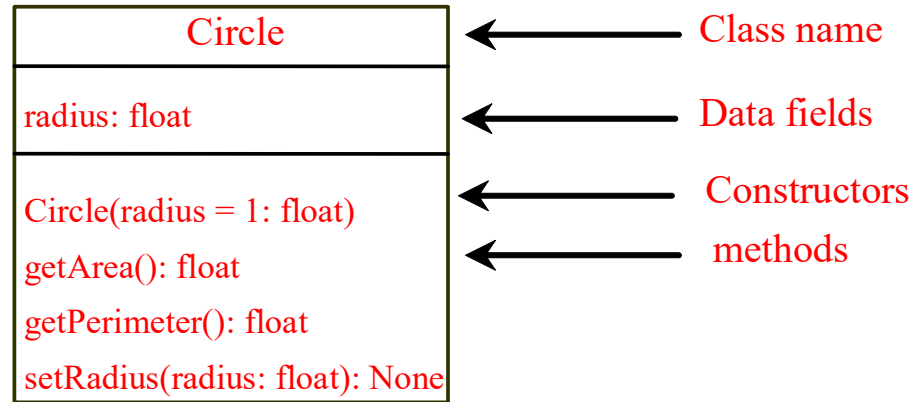 Circle
Class name
radius: float
Data fields
Circle(radius = 1: float)
Constructors
getArea(): float
methods
getPerimeter(): float
setRadius(radius: float): None